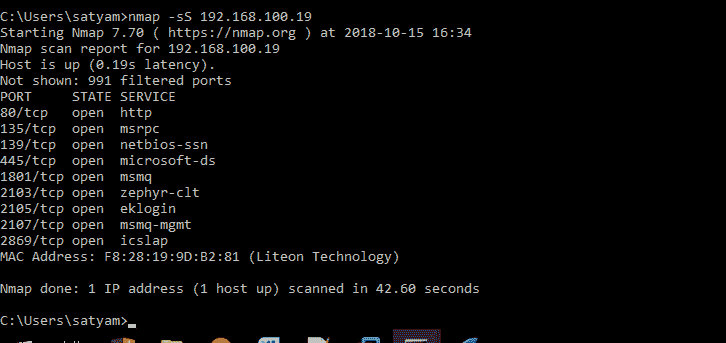 C:\Users\satyam>nmap -sS 192.168.100.19
Starting Nmap 7.70 ( https://nmap.org ) at 2018-10-15 16:34
Nmap scan report for 192.168.100.19
Host is up (0.19s latency).
Not shown: 991 filtered ports
PORT     STATE SERVICE
80/tcp   open  http
135/tcp  open  msrpc
139/tcp  open  netbios-ssn
445/tcp  open  microsoft-ds
1801/tcp open  msmq
2103/tcp open  zephyr-clt
2105/tcp open  eklogin
2107/tcp open  msmq-mgmt
2869/tcp open  icslap
MAC Address: F8:28:19:9D:B2:81 (Liteon Technology)
Nmap done: 1 IP address (1 host up) scanned in 42.60 seconds
C:\Users\satyam>_